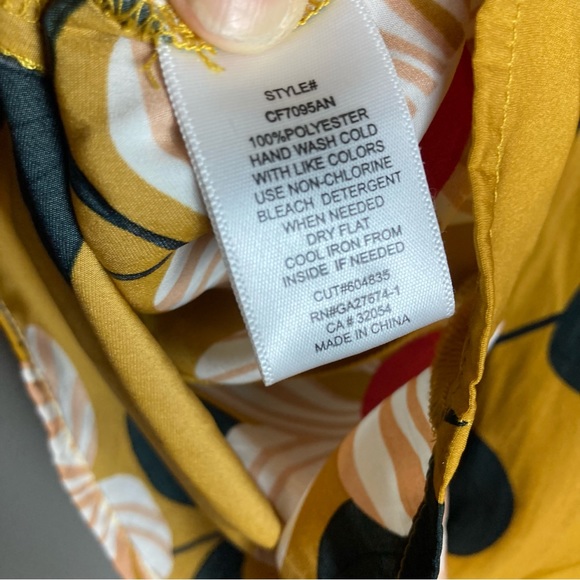 STYLE#
CF7095AN
100%POLYESTER
HAND WASH COLD
WITH LIKE COLORS
USE NON-CHLORINE
BLEACH DETERGENT
WHEN NEEDED
DRY FLAT
COOL IRON FROM
INSIDE IF NEEDED
CUT#604835
RN#GA27674-1
CA # 32054
MADE IN CHINA